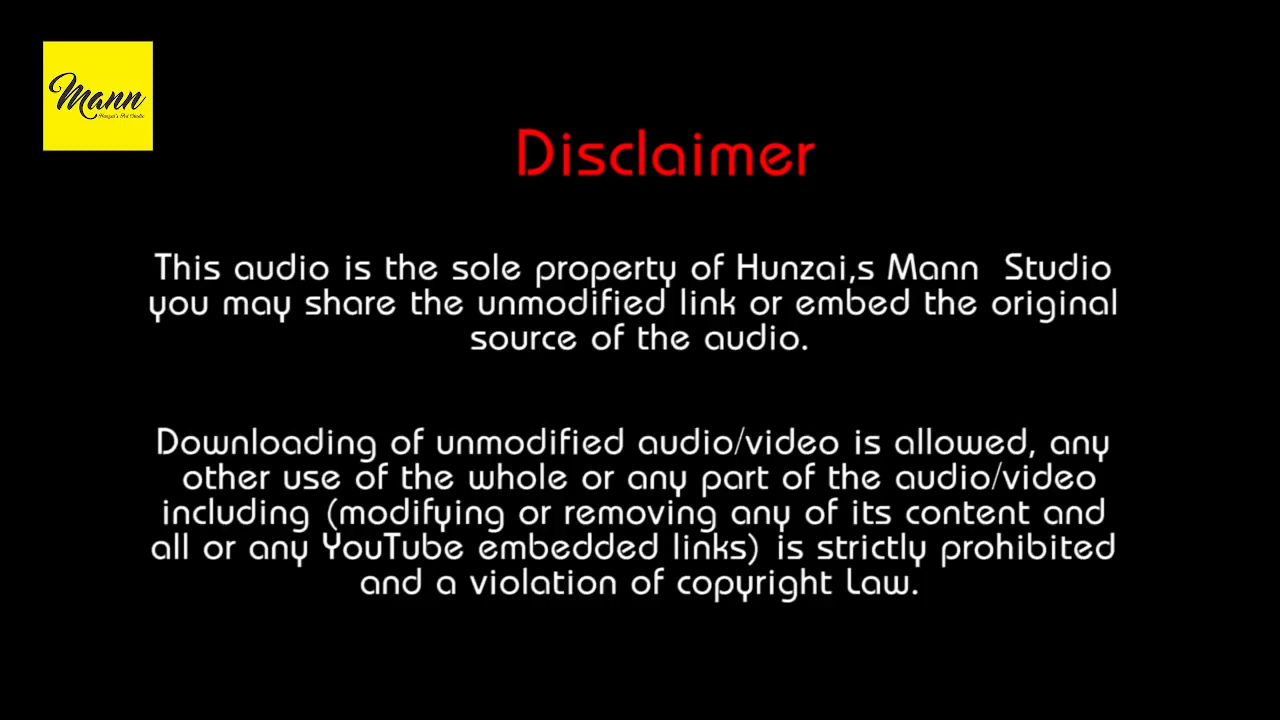 Mann
Hunzai's Art Studio
Disclaimer
This audio is the sole property of Hunzai,s Mann Studio
you may share the unmodified link or embed the original
source of the audio.
Downloading of unmodified audio/video is allowed, any
other use of the whole or any part of the audio/video
including (modifying or removing any of its content and
all or any YouTube embedded links) is strictly prohibited
and a violation of copyright Law.